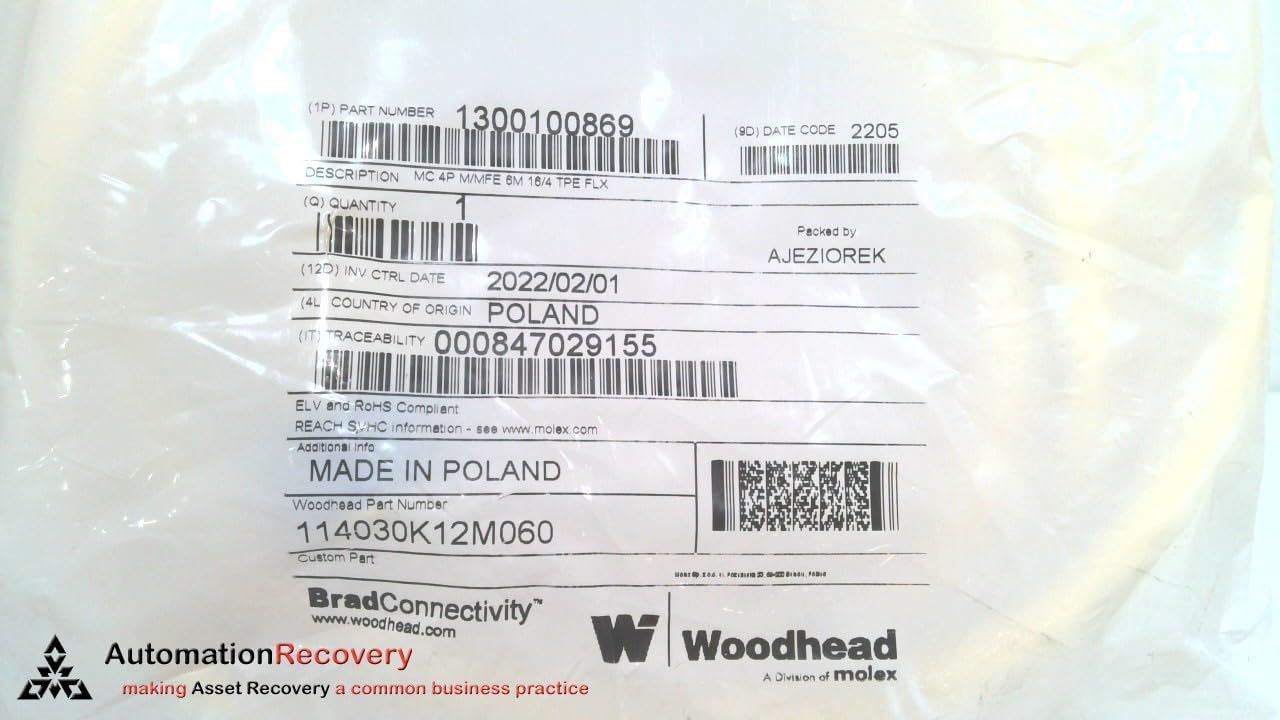 (1P) PART NUMBER 1300100869
(9D) DATE CODE 2205
DESCRIPTION MC 4P M/MFE 6M 16/4 TPE FLX
(Q) QUANTITY 1
Packed by
AJEZIOREK
(12D) INV CTRL DATE 2022/02/01
(4L COUNTRY OF ORIGIN POLAND
(IT) TRACEABILITY 000847029155
ELV and RoHS Compliant
REACH SVHC information - see www.molex.com
Additional Info
MADE IN POLAND
Woodhead Part Number
114030K12M060
Custom Part
BradConnectivity™
www.woodhead.com
W Woodhead
A Division of molex
AutomationRecovery
making Asset Recovery a common business practice